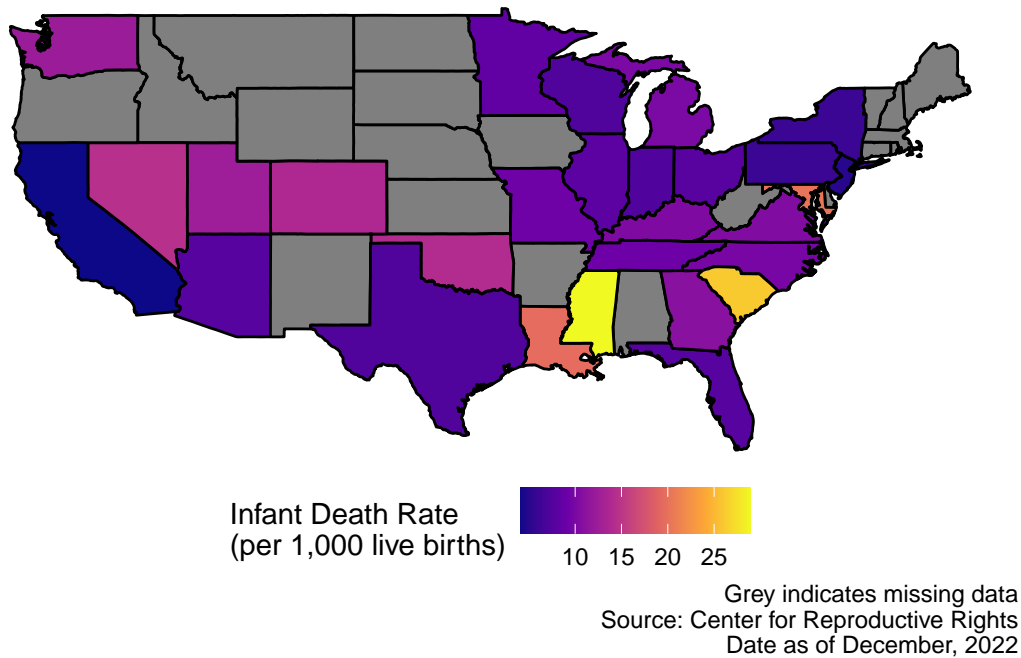 Infant Death Rate
(per 1,000 live births)
10 15 20 25
Grey indicates missing data
Source: Center for Reproductive Rights
Date as of December, 2022